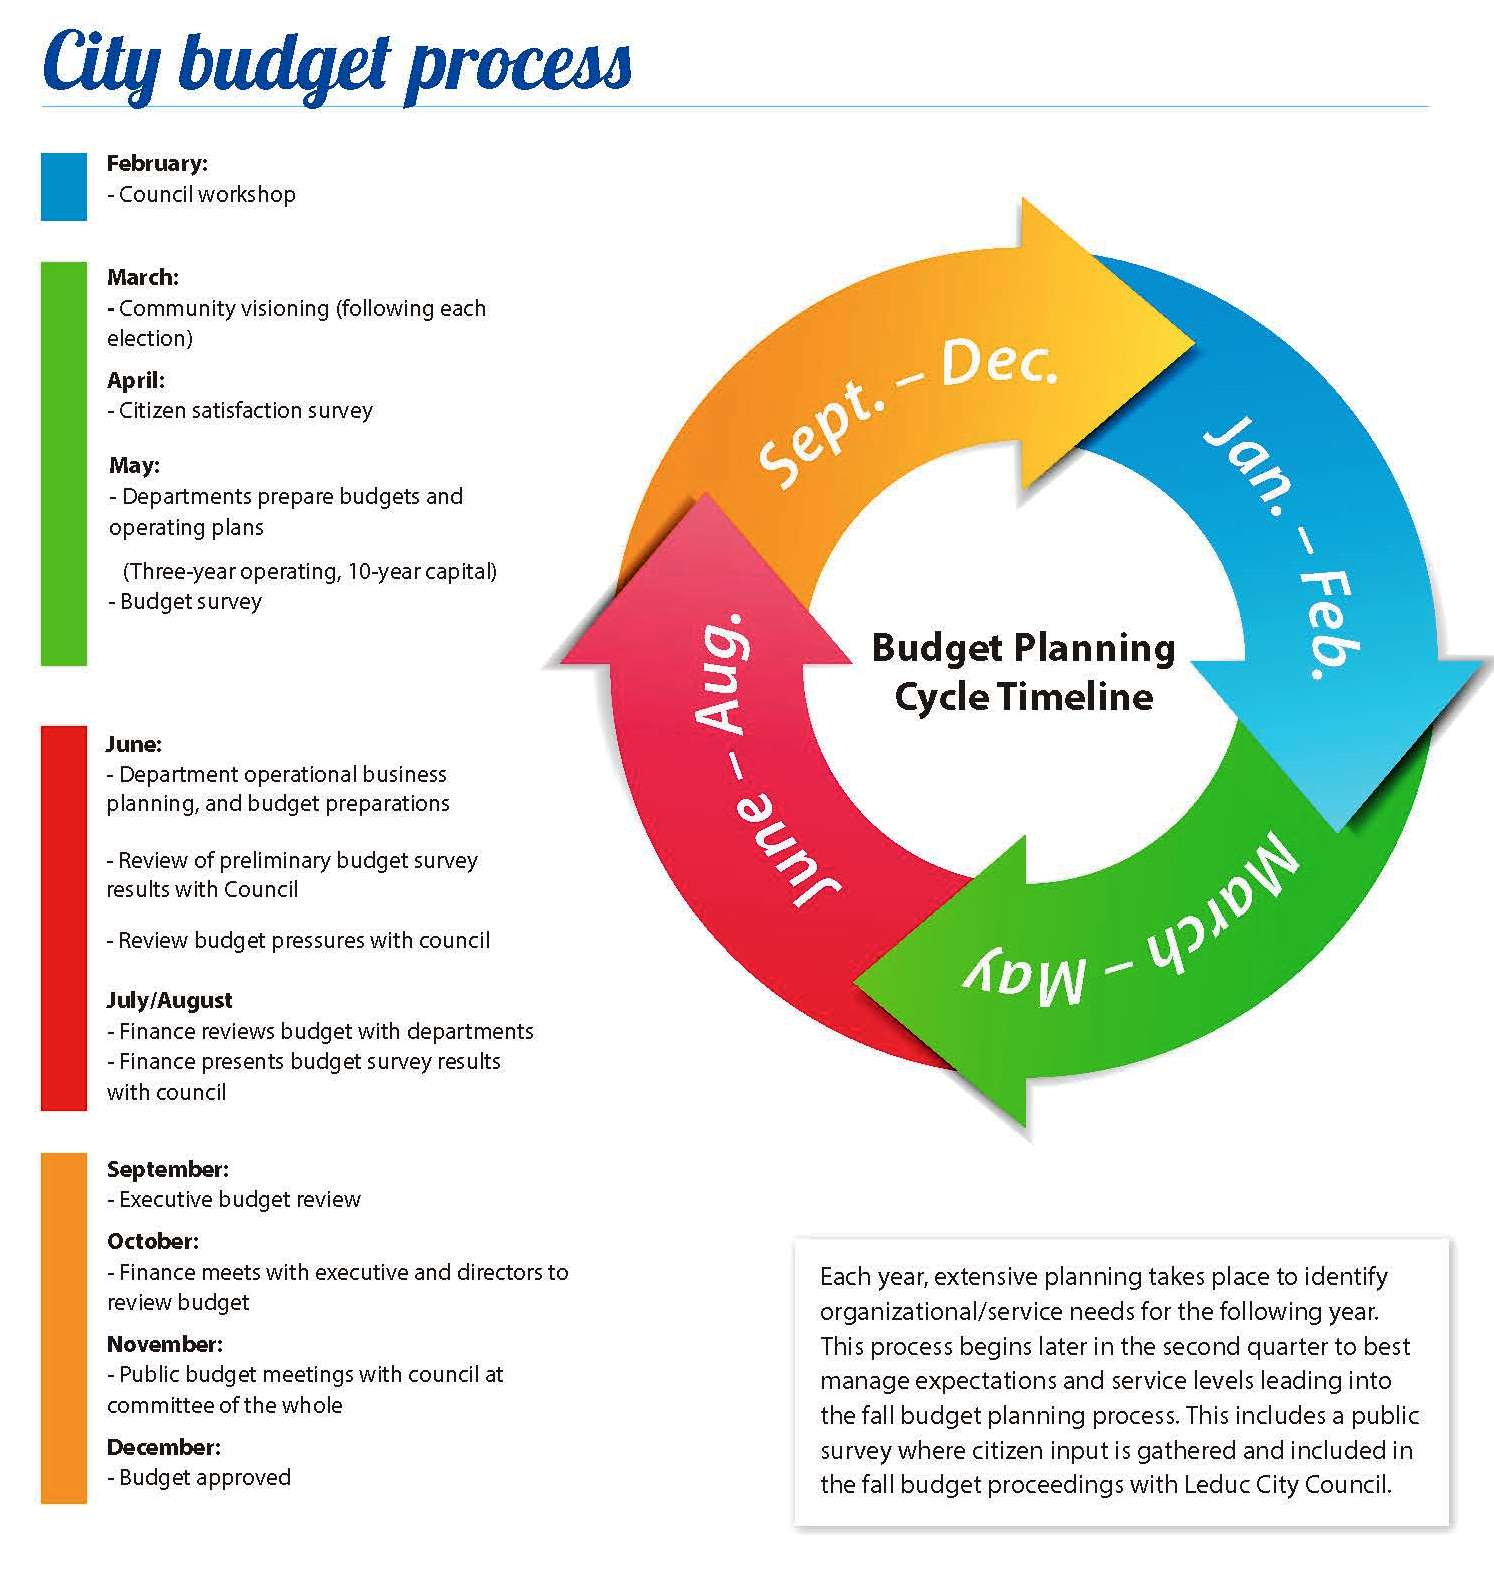 City budget process
February:
- Council workshop
March:
- Community visioning (following each
election)
April:
- Citizen satisfaction survey
May:
- Departments prepare budgets and
operating plans
(Three-year operating, 10-year capital)
- Budget survey
June:
- Department operational business
planning, and budget preparations
- Review of preliminary budget survey
results with Council
- Review budget pressures with council
July/August
- Finance reviews budget with departments
- Finance presents budget survey results
with council
September:
- Executive budget review
October:
- Finance meets with executive and directors to
review budget
November:
- Public budget meetings with council at
committee of the whole
December:
- Budget approved
Sept. – Dec.
Jan. – Feb.
March – May
June – Aug.
Budget Planning
Cycle Timeline
Each year, extensive planning takes place to identify
organizational/service needs for the following year.
This process begins later in the second quarter to best
manage expectations and service levels leading into
the fall budget planning process. This includes a public
survey where citizen input is gathered and included in
the fall budget proceedings with Leduc City Council.